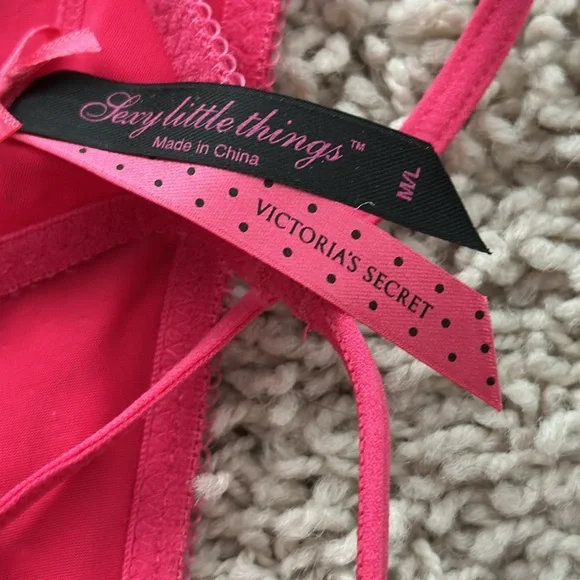 Sexy little things™
Made in China
M/L
VICTORIA'S SECRET